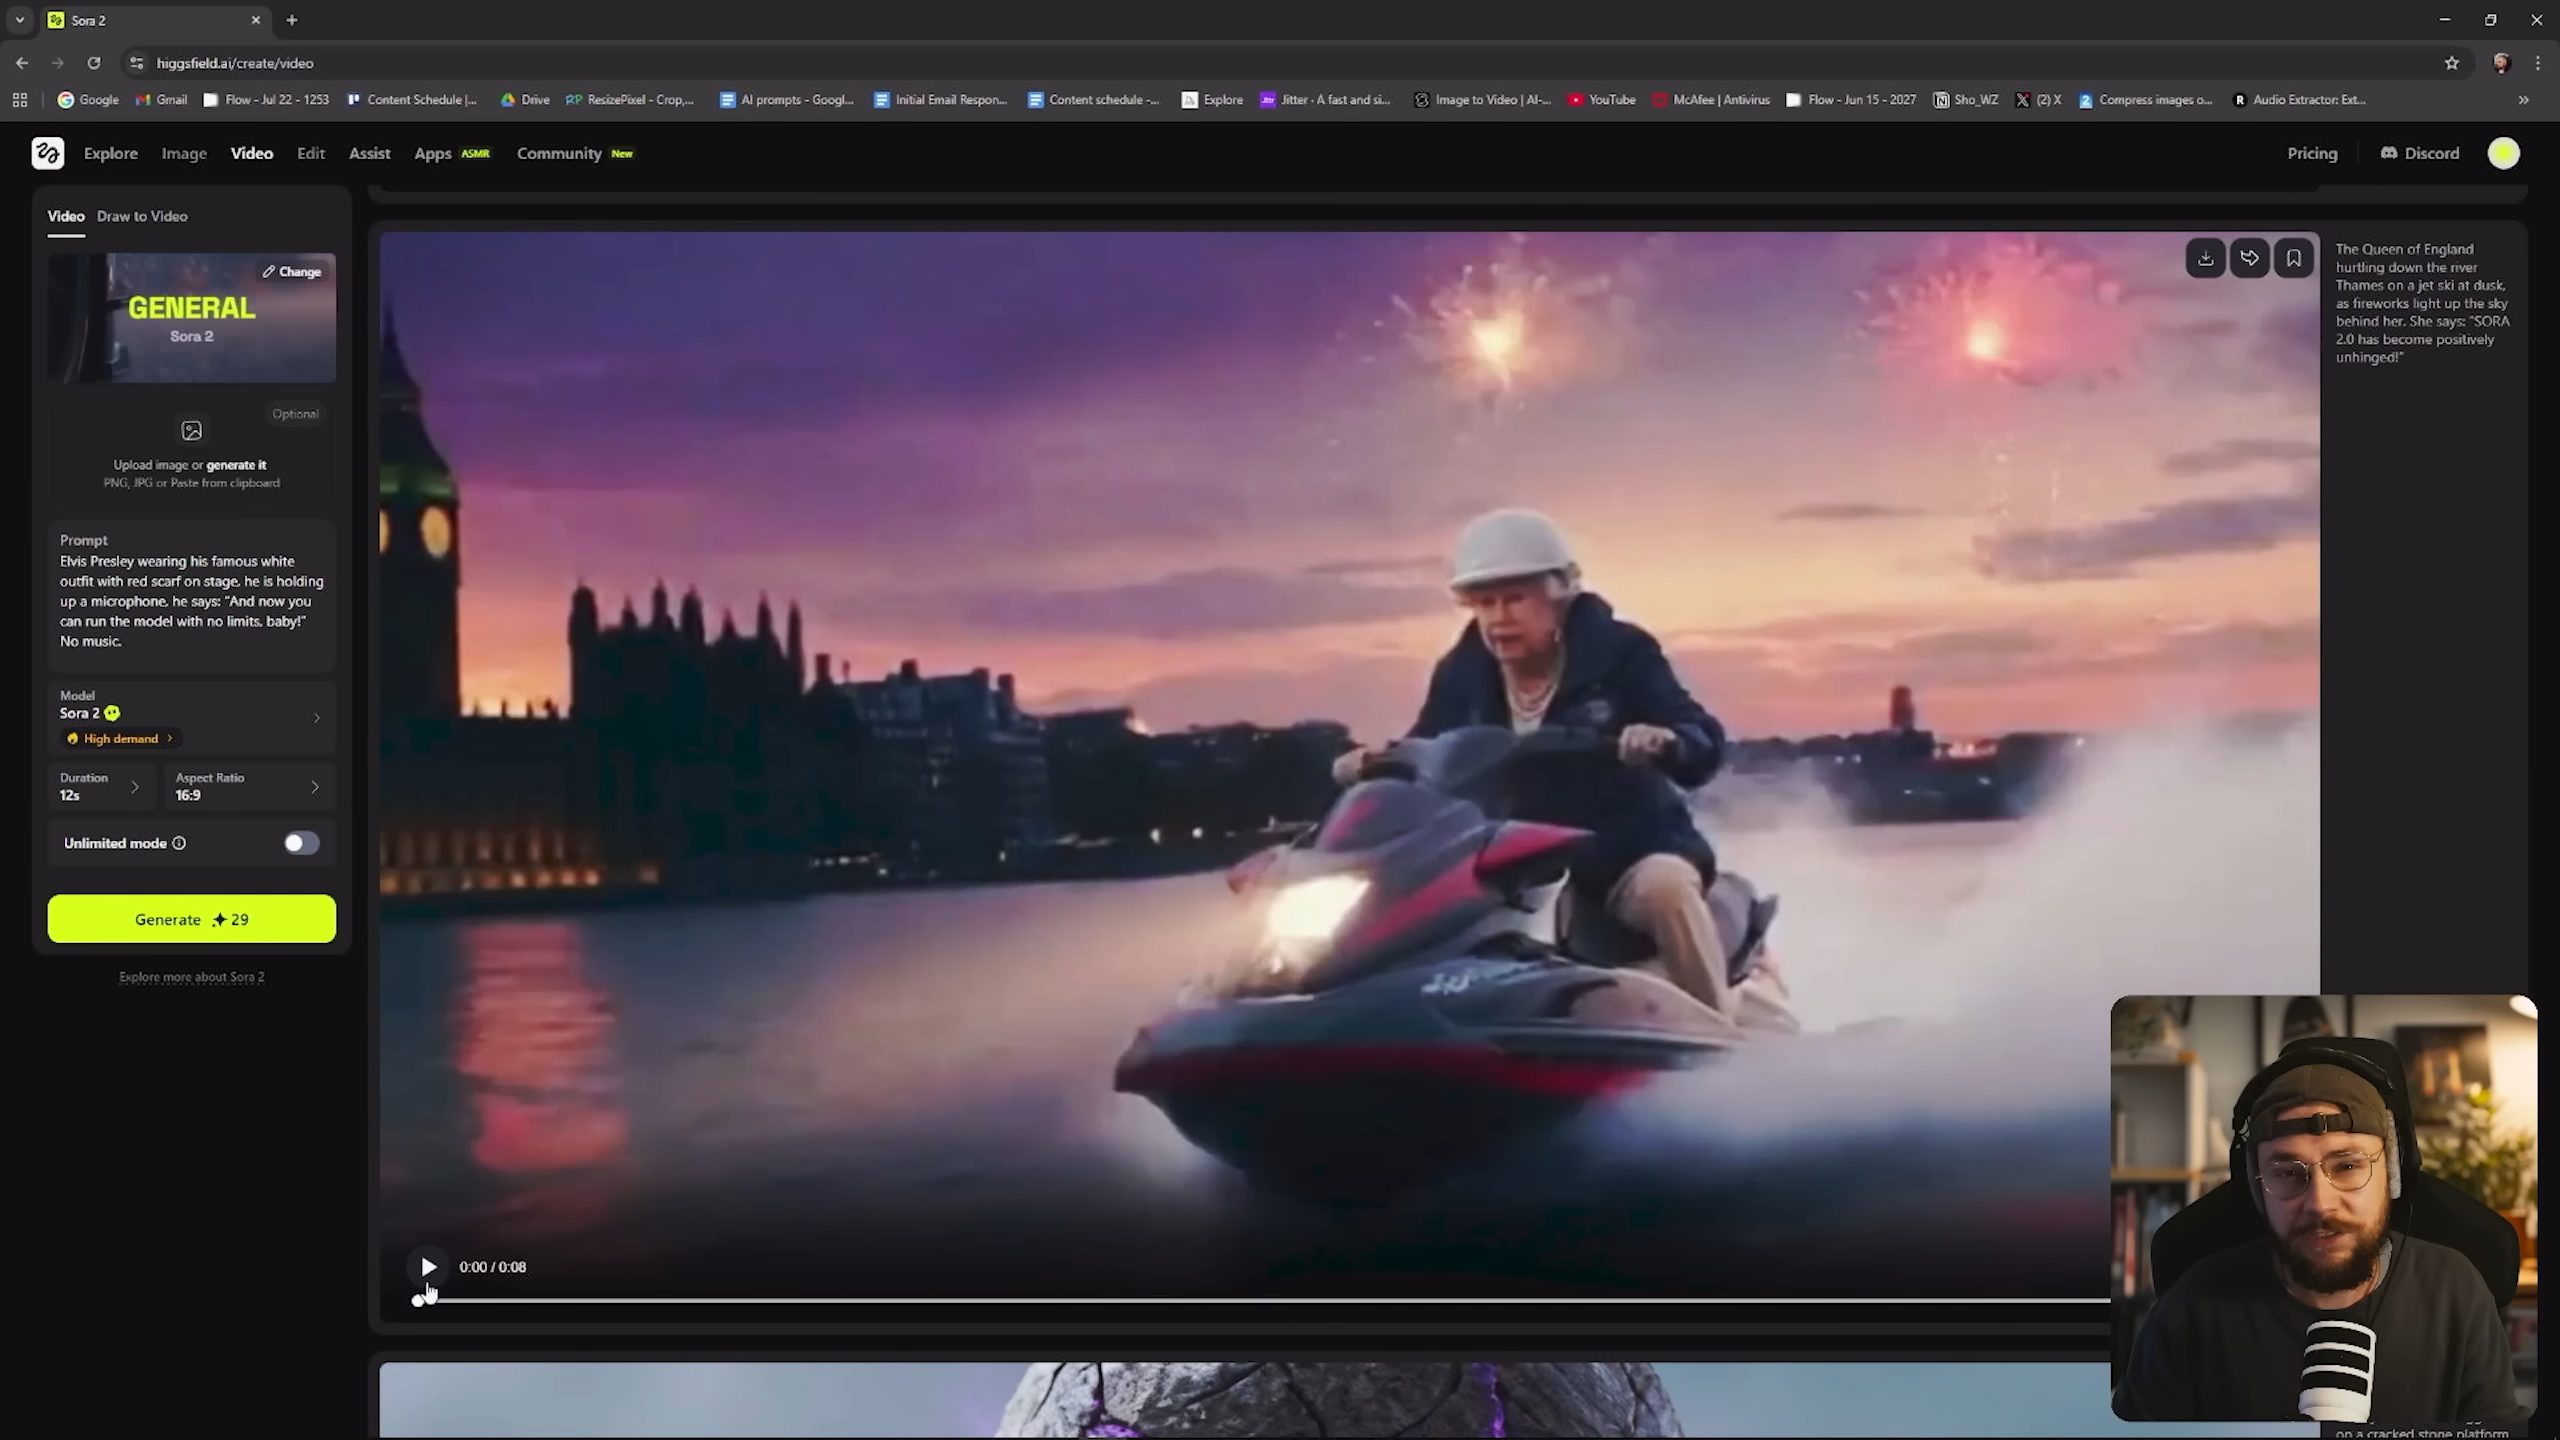 Sora 2
higgsfield.ai/create/video
Google
Gmail
Flow - Jul 22 - 1253
Content Schedule |...
Drive
RP ResizePixel - Crop,...
AI prompts - Googl...
Initial Email Respon...
Content schedule -...
Explore
Jitter · A fast and si...
Image to Video | AI-...
YouTube
McAfee | Antivirus
Flow - Jun 15 - 2027
Sho_WZ
(2) X
Compress images o...
Audio Extractor: Ext...
Explore Image Video Edit Assist Apps ASMR Community New
Pricing Discord
Video Draw to Video
Change
GENERAL
Sora 2
Optional
Upload image or generate it
PNG, JPG or Paste from clipboard
Prompt
Elvis Presley wearing his famous white
outfit with red scarf on stage, he is holding
up a microphone, he says: "And now you
can run the model with no limits, baby!"
No music.
Model
Sora 2
High demand
Duration
12s
Aspect Ratio
16:9
Unlimited mode
Generate 29
Explore more about Sora 2
The Queen of England
hurtling down the river
Thames on a jet ski at dusk,
as fireworks light up the sky
behind her. She says: "SORA
2.0 has become positively
unhinged!"
0:00 / 0:08
on a cracked stone platform